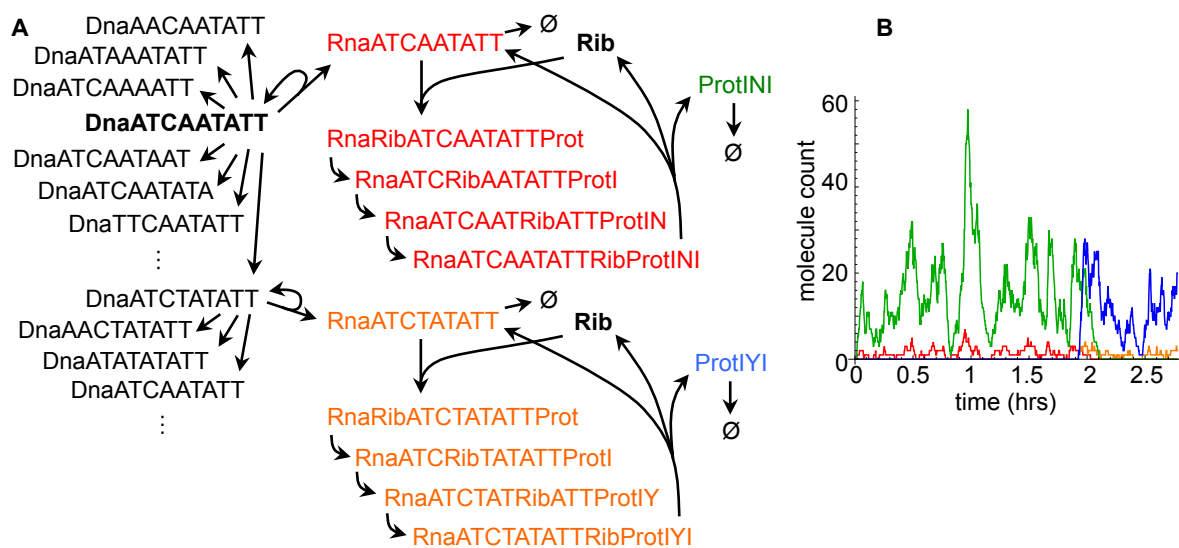 A
DnaAACAATATT
DnaATAAATATT
DnaATCAAAATT
DnaATCAATATT
DnaATCAATAAT
DnaATCAATATA
DnaTTCAATATT
⋮
DnaATCTATATT
DnaAACTATATT
DnaATATATATT
DnaATCAATATT
⋮
RnaATCAATATT
Ø
Rib
RnaRibATCAATATTProt
RnaATCRibAATATTProtI
RnaATCAATRibATTProtIN
RnaATCAATATTRibProtINI
ProtINI
Ø
RnaATCTATATT
Ø
Rib
RnaRibATCTATATTProt
RnaATCRibTATATTProtI
RnaATCTATRibATTProtIY
RnaATCTATATTRibProtIYI
ProtIYI
Ø
B
molecule count
60
40
20
0
0 0.5 1 1.5 2 2.5
time (hrs)